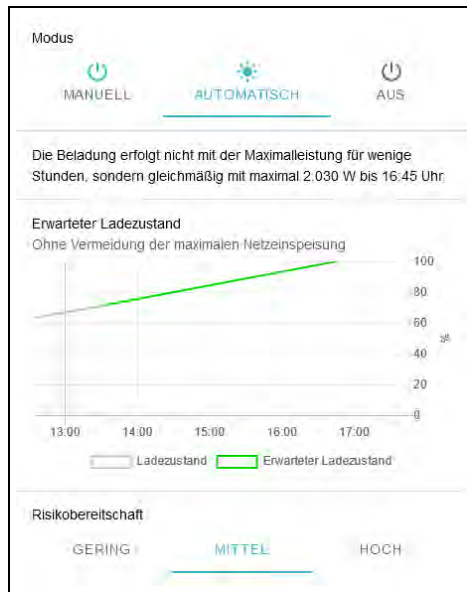 Modus
MANUELL AUTOMATISCH AUS
Die Beladung erfolgt nicht mit der Maximalleistung für wenige
Stunden, sondern gleichmäßig mit maximal 2.030 W bis 16:45 Uhr
Erwarteter Ladezustand
Ohne Vermeidung der maximalen Netzeinspeisung
100
80
60
%
40
20
0
13:00 14:00 15:00 16:00 17:00
Ladezustand Erwarteter Ladezustand
Risikobereitschaft
GERING MITTEL HOCH